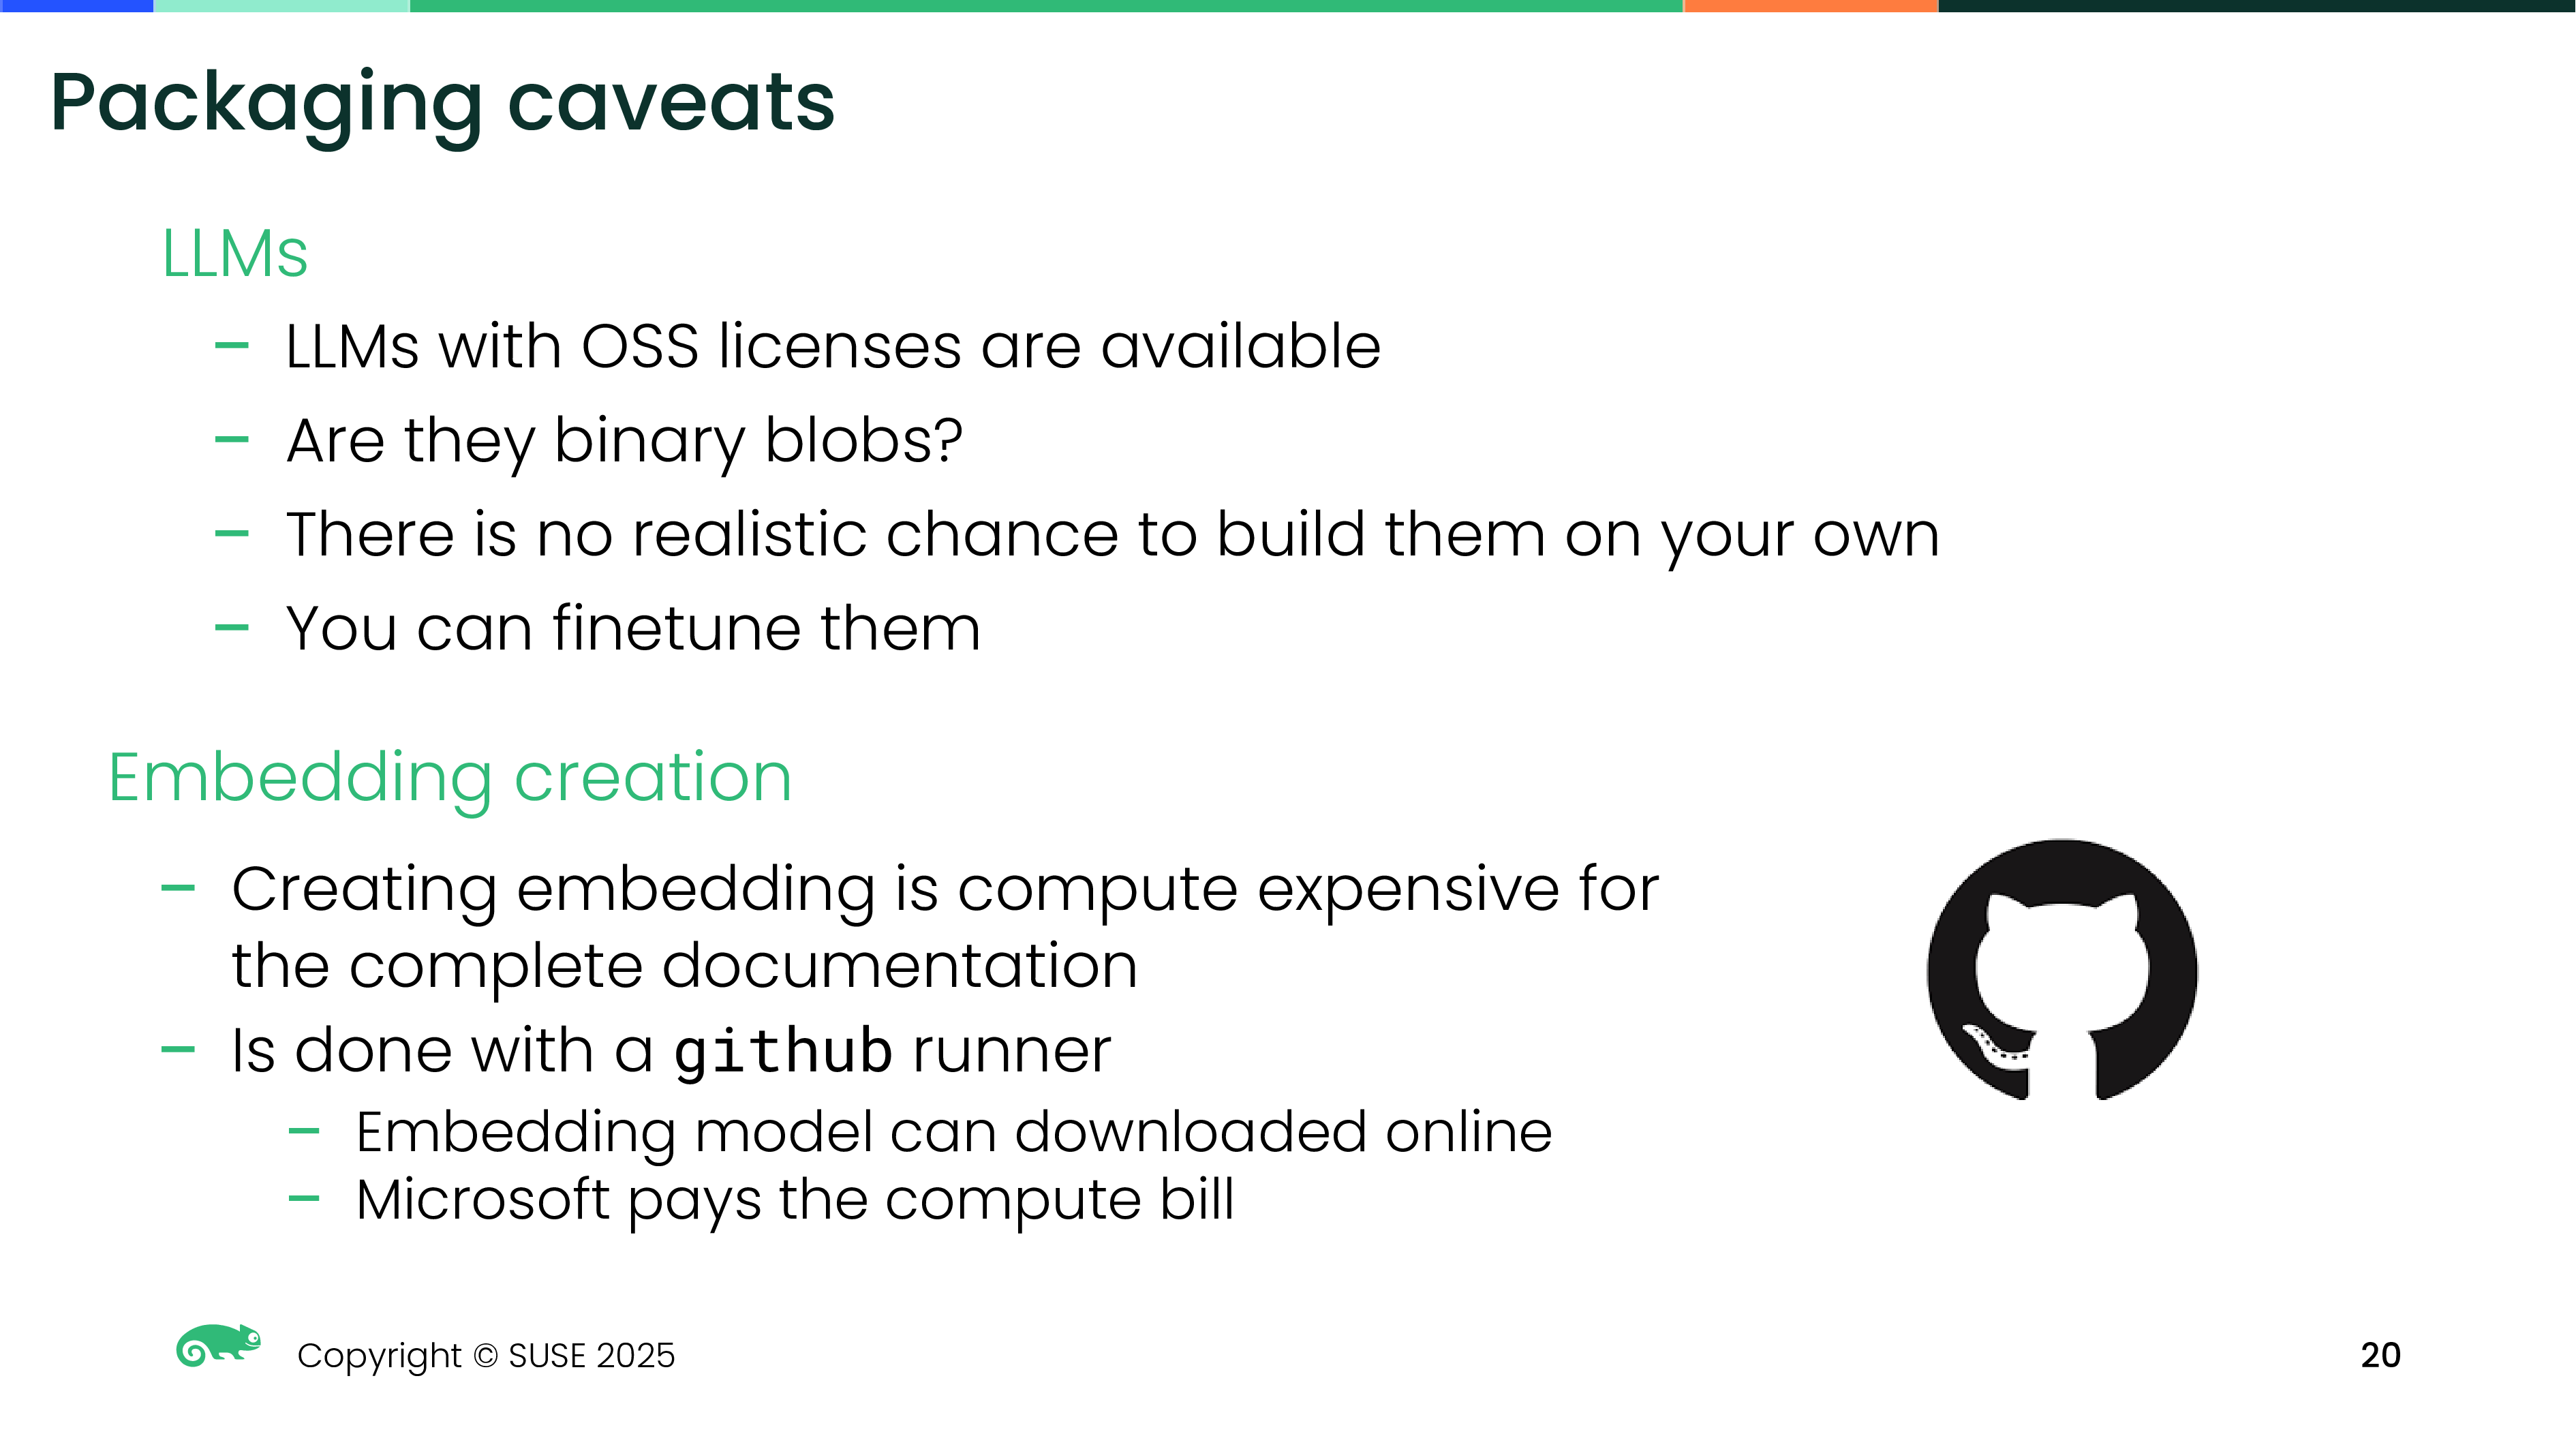 Packaging caveats
LLMs
– LLMs with OSS licenses are available
– Are they binary blobs?
– There is no realistic chance to build them on your own
– You can finetune them
Embedding creation
– Creating embedding is compute expensive for
the complete documentation
– Is done with a github runner
– Embedding model can downloaded online
– Microsoft pays the compute bill
Copyright © SUSE 2025
20